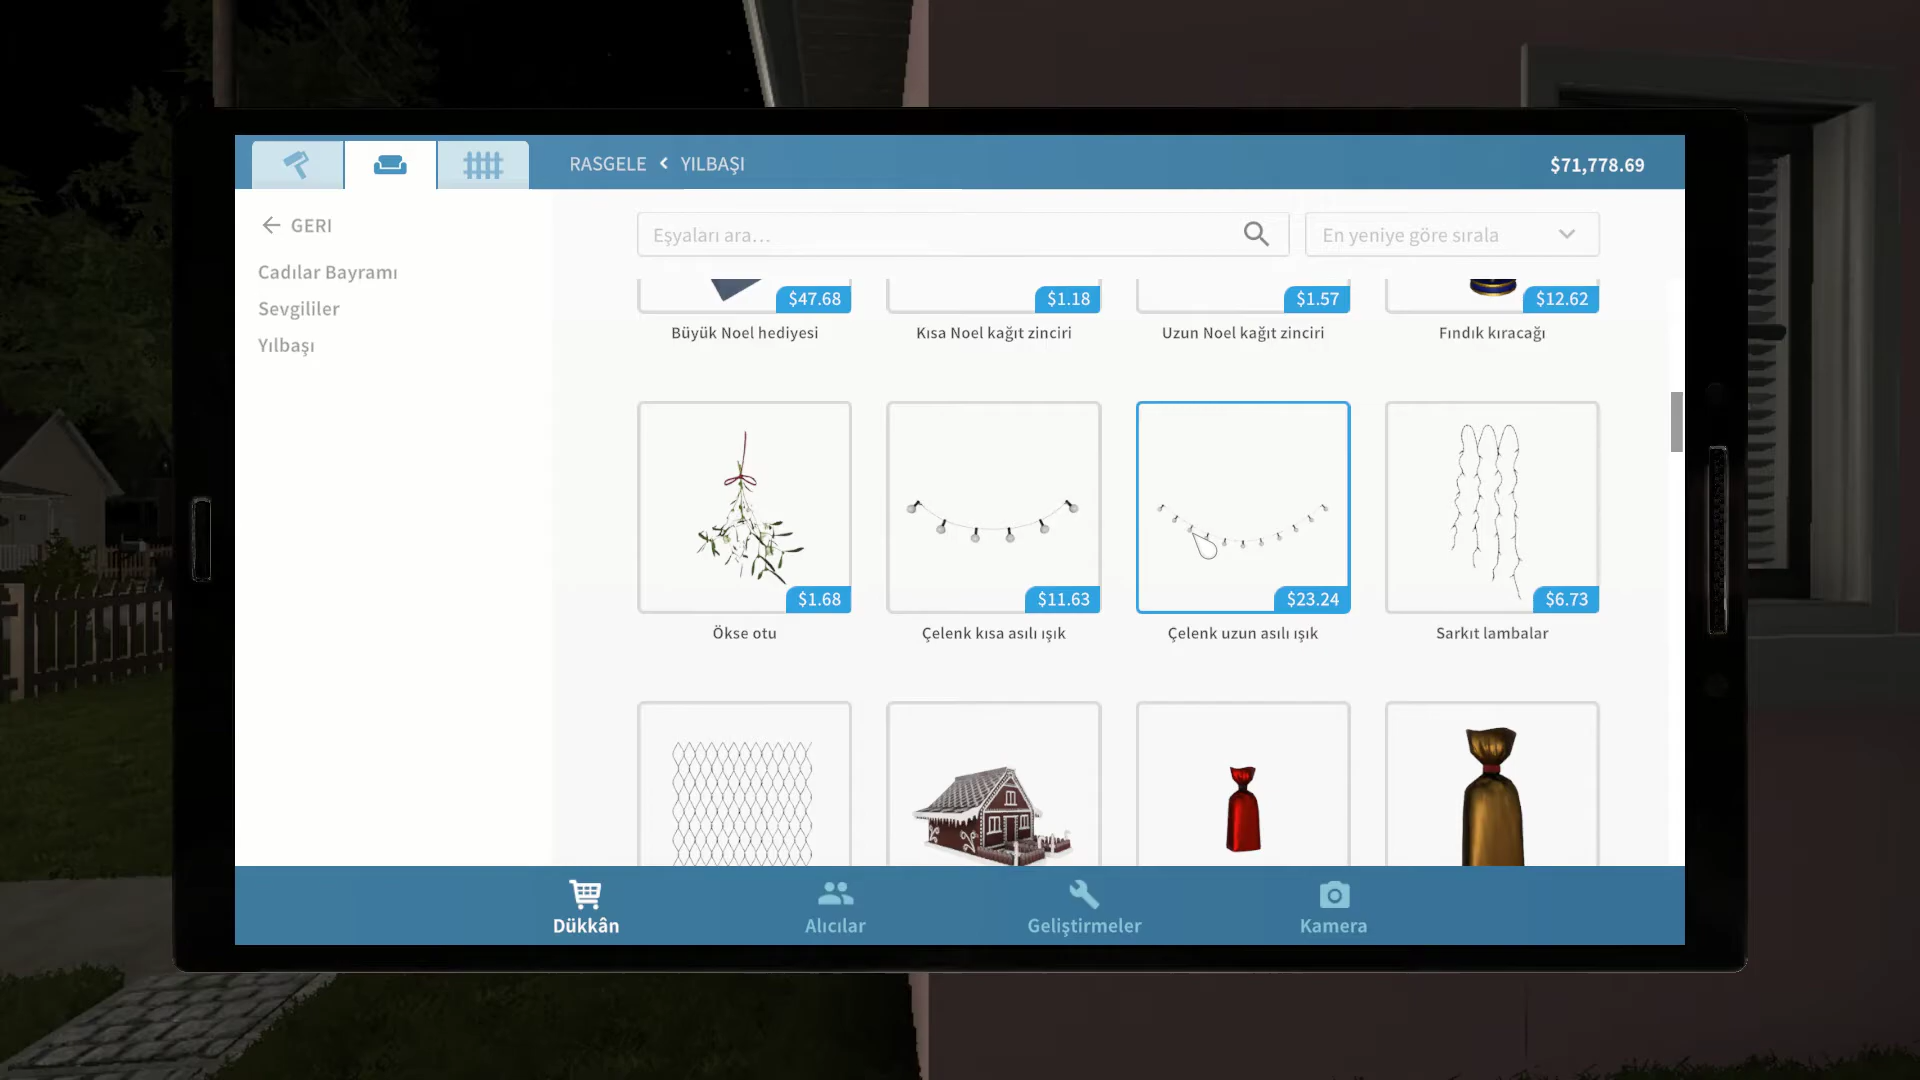 RASGELE YILBAŞI
$71,778.69
GERI
Cadılar Bayramı
Sevgililer
Yılbaşı
Eşyaları ara...
En yeniye göre sırala
$47.68
$1.18
$1.57
$12.62
Büyük Noel hediyesi
Kısa Noel kağıt zinciri
Uzun Noel kağıt zinciri
Fındık kıracağı
$1.68
$11.63
$23.24
$6.73
Ökse otu
Çelenk kısa asılı ışık
Çelenk uzun asılı ışık
Sarkıt lambalar
Dükkân
Alıcılar
Geliştirmeler
Kamera